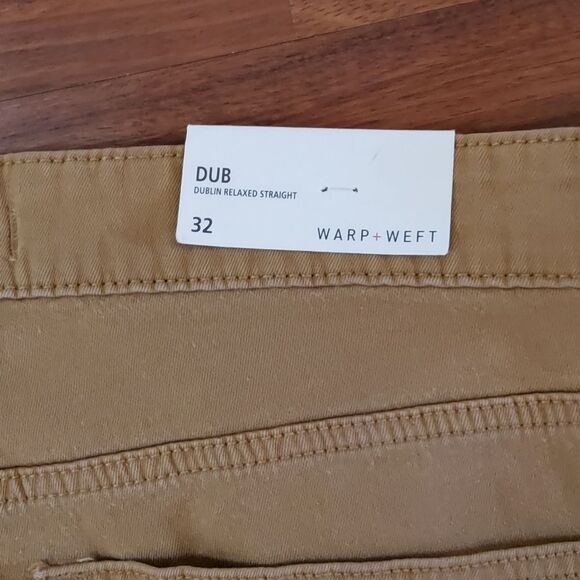 DUB
DUBLIN RELAXED STRAIGHT
32
WARP+WEFT